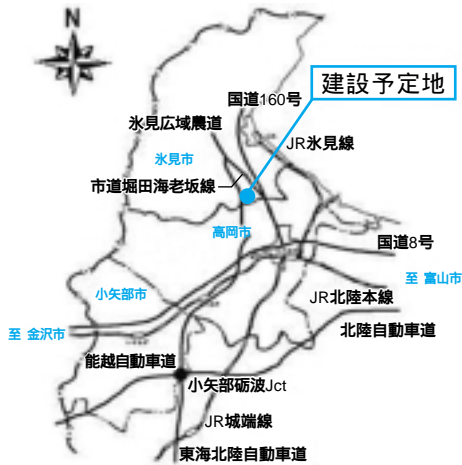 N
建設予定地
国道160号
氷見広域農道
JR氷見線
氷見市
市道堀田海老坂線
高岡市
国道8号
至 富山市
小矢部市
JR北陸本線
至 金沢市
北陸自動車道
能越自動車道
小矢部砺波Jct
JR城端線
東海北陸自動車道